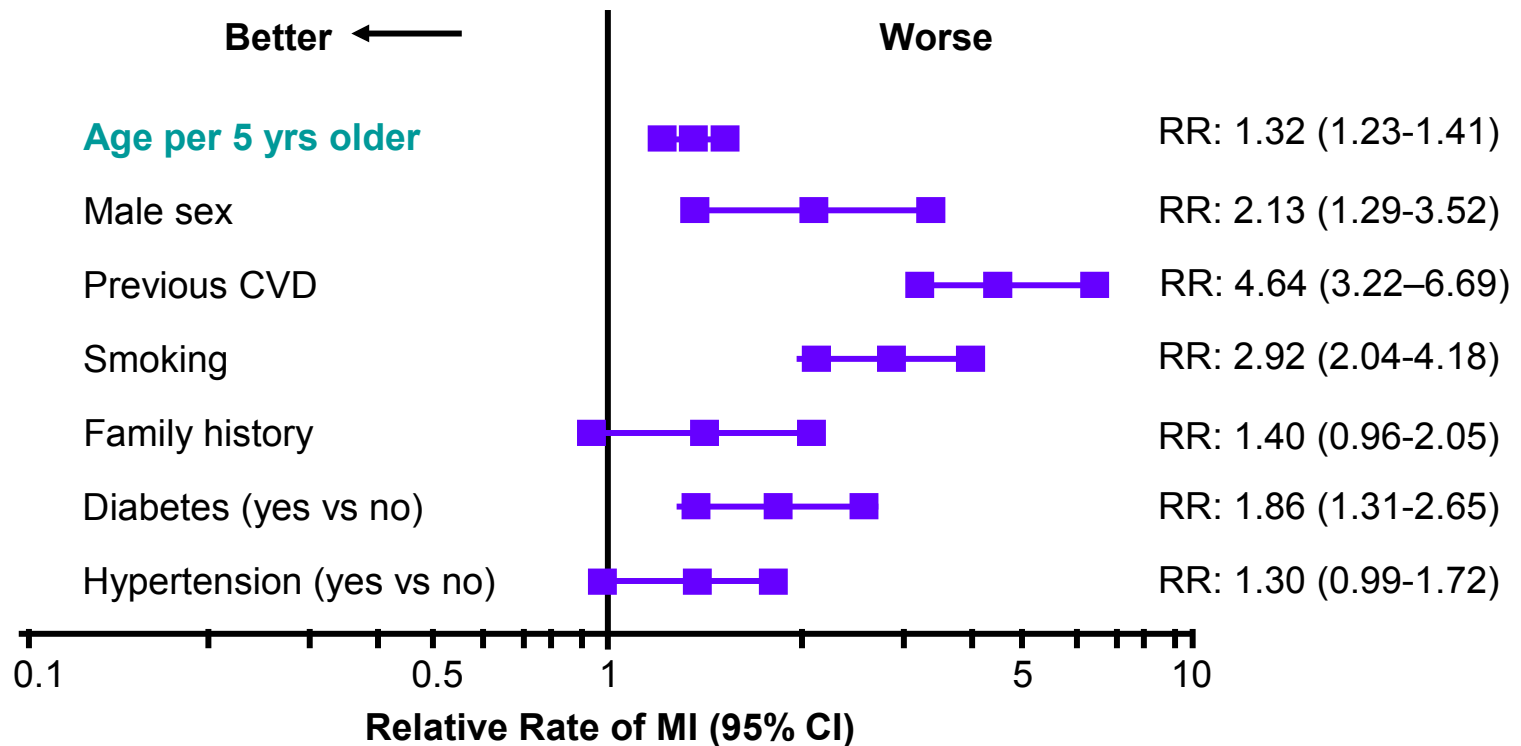 Better Worse
Age per 5 yrs older RR: 1.32 (1.23-1.41)
Male sex RR: 2.13 (1.29-3.52)
Previous CVD RR: 4.64 (3.22–6.69)
Smoking RR: 2.92 (2.04-4.18)
Family history RR: 1.40 (0.96-2.05)
Diabetes (yes vs no) RR: 1.86 (1.31-2.65)
Hypertension (yes vs no) RR: 1.30 (0.99-1.72)
0.1 0.5 1 5 10
Relative Rate of MI (95% CI)